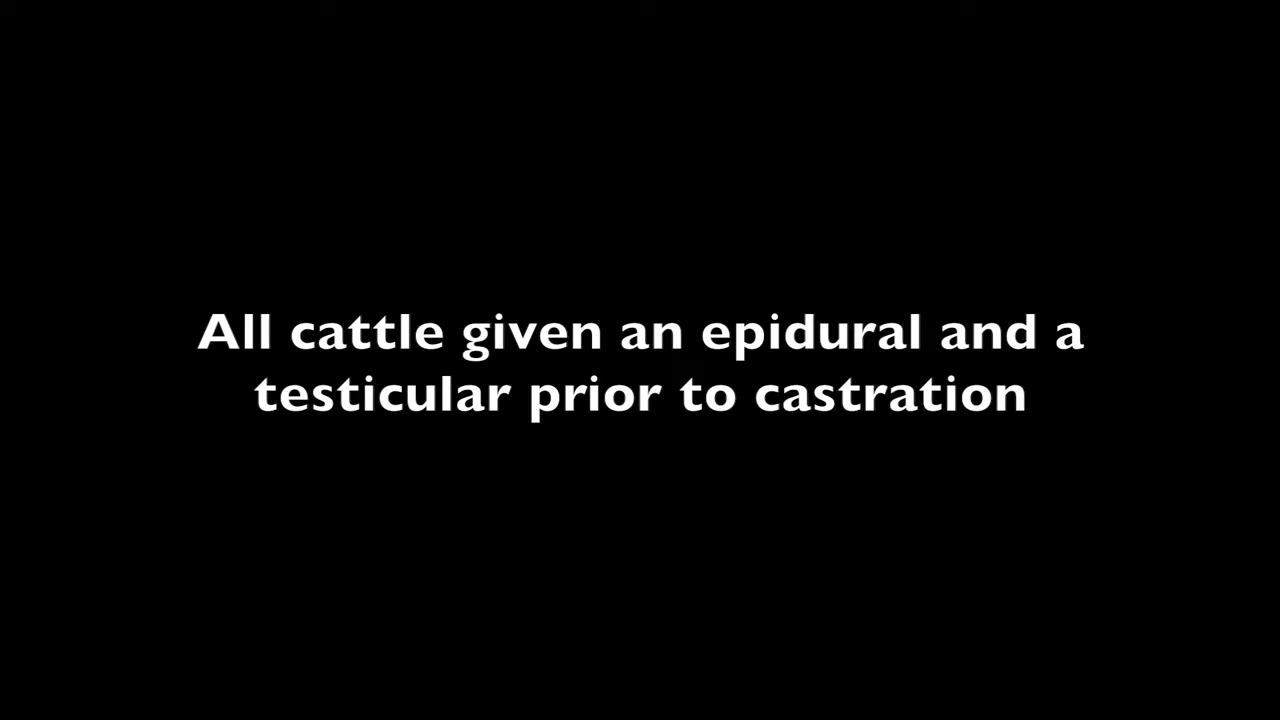 All cattle given an epidural and a
testicular prior to castration